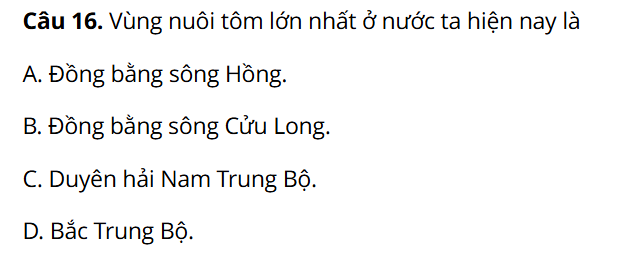 Câu 16. Vùng nuôi tôm lớn nhất ở nước ta hiện nay là
A. Đồng bằng sông Hồng.
B. Đồng bằng sông Cửu Long.
C. Duyên hải Nam Trung Bộ.
D. Bắc Trung Bộ.